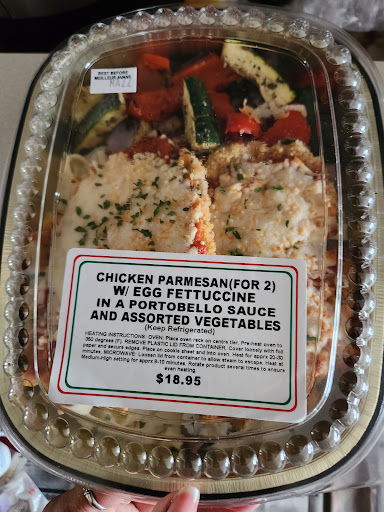 BEST BEFORE
MEILLEUR AVANT
MA22
CHICKEN PARMESAN(FOR 2)
W/ EGG FETTUCCINE
IN A PORTOBELLO SAUCE
AND ASSORTED VEGETABLES
(Keep Refrigerated)
HEATING INSTRUCTIONS: OVEN: Place oven rack on centre tier. Pre-heat oven to
350 degrees (F). REMOVE PLASTIC LID FROM CONTAINER. Cover loosely with foil
paper and secure edges. Place on cookie sheet and into oven. Heat for apprx 20-30
minutes. MICROWAVE: Loosen lid from container to allow steam to escape. Heat at
Medium-High setting for apprx 8-10 minutes. Rotate product several times to ensure
even heating.
$18.95